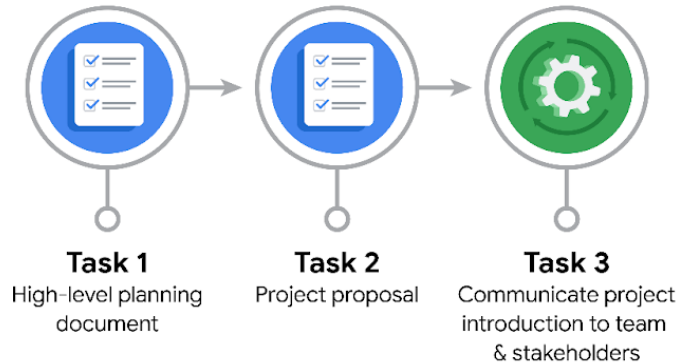 Task 1
High-level planning
document
Task 2
Project proposal
Task 3
Communicate project
introduction to team
& stakeholders